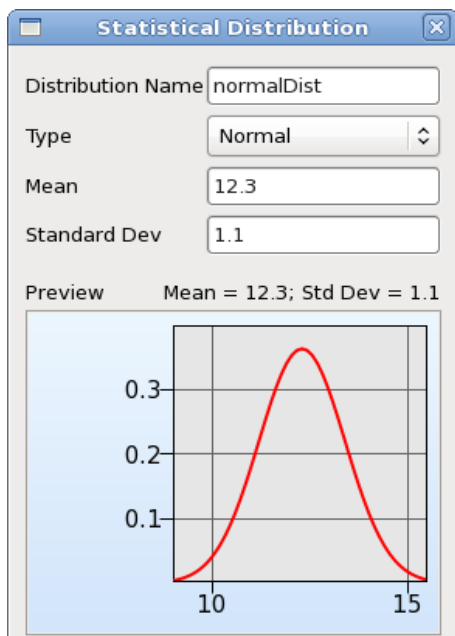 Statistical Distribution
Distribution Name normalDist
Type Normal
Mean 12.3
Standard Dev 1.1
Preview Mean = 12.3; Std Dev = 1.1
0.3
0.2
0.1
10 15